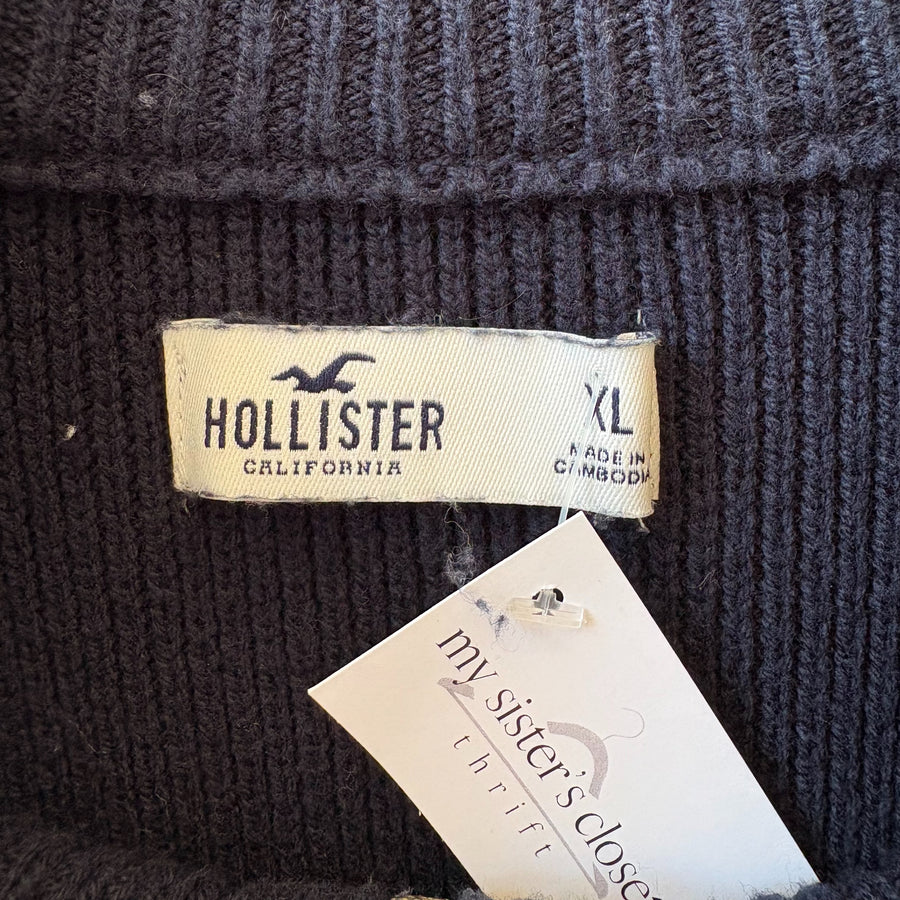 HOLLISTER
CALIFORNIA
XL
MADE IN
CAMBODIA
my sister's closet
thrift